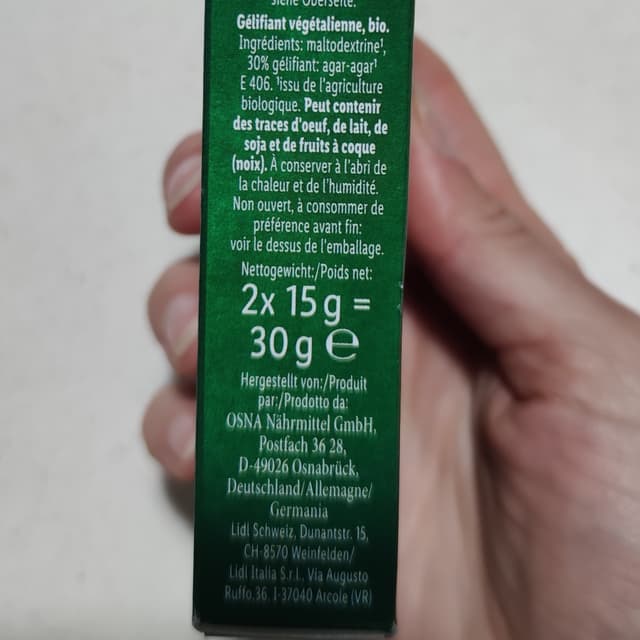 siehe Oberseite.
Gélifiant végétalienne, bio.
Ingrédients: maltodextrine¹,
30% gélifiant: agar-agar¹
E 406. ¹issu de l'agriculture
biologique. Peut contenir
des traces d'oeuf, de lait, de
soja et de fruits à coque
(noix). À conserver à l'abri de
la chaleur et de l'humidité.
Non ouvert, à consommer de
préférence avant fin:
voir le dessus de l'emballage.
Nettogewicht:/Poids net:
2x 15 g =
30 g ℮
Hergestellt von:/Produit
par:/Prodotto da:
OSNA Nährmittel GmbH,
Postfach 36 28,
D-49026 Osnabrück,
Deutschland/Allemagne/
Germania
Lidl Schweiz, Dunantstr. 15,
CH-8570 Weinfelden/
Lidl Italia S.r.l. Via Augusto
Ruffo.36. I-37040 Arcole (VR)